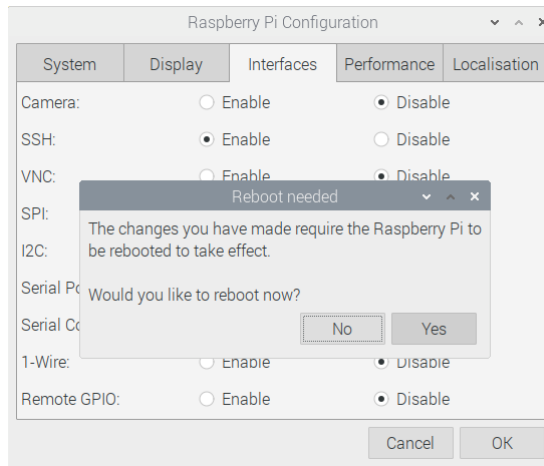 Raspberry Pi Configuration
System Display Interfaces Performance Localisation
Camera: Enable Disable
SSH: Enable Disable
VNC: Enable Disable
Reboot needed
SPI:
The changes you have made require the Raspberry Pi to
I2C: be rebooted to take effect.
Would you like to reboot now?
Serial
Serial
No Yes
1-Wire: Enable Disable
Remote GPIO: Enable Disable
Cancel OK